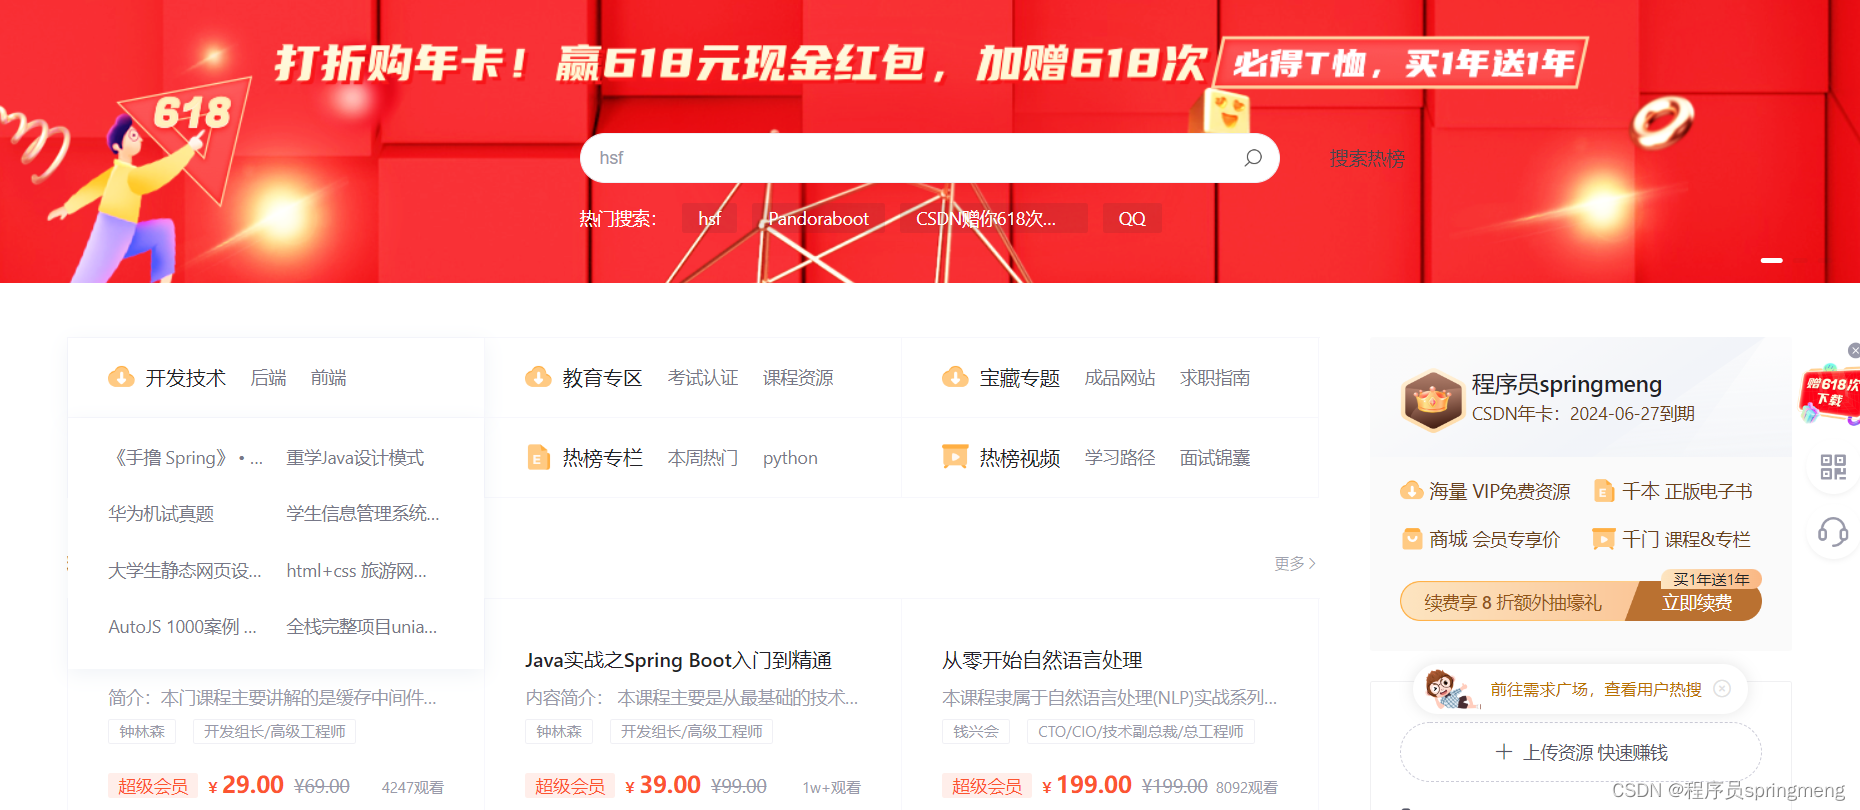 打折购年卡！赢618元现金红包，加赠618次 必得T恤，买1年送1年
618
hsf
搜索热榜
热门搜索： hsf Pandoraboot CSDN赠你618次... QQ
开发技术 后端 前端
教育专区 考试认证 课程资源
宝藏专题 成品网站 求职指南
《手撸 Spring》 • ... 重学Java设计模式
热榜专栏 本周热门 python
热榜视频 学习路径 面试锦囊
华为机试真题 学生信息管理系统...
大学生静态网页设... html+css 旅游网...
更多
AutoJS 1000案例 ... 全栈完整项目unia...
Java实战之Spring Boot入门到精通
从零开始自然语言处理
简介：本门课程主要讲解的是缓存中间件...
内容简介： 本课程主要是从最基础的技术...
本课程隶属于自然语言处理(NLP)实战系列...
钟林森 开发组长/高级工程师
钟林森 开发组长/高级工程师
钱兴会 CTO/CIO/技术副总裁/总工程师
超级会员 ¥ 29.00 ¥69.00 4247观看
超级会员 ¥ 39.00 ¥99.00 1w+观看
超级会员 ¥ 199.00 ¥199.00 8092观看
程序员springmeng
CSDN年卡：2024-06-27到期
赠618次
下载
海量 VIP免费资源 千本 正版电子书
商城 会员专享价 千门 课程&专栏
买1年送1年
续费享 8 折额外抽壕礼 立即续费
前往需求广场，查看用户热搜
上传资源 快速赚钱
CSDN @程序员springmeng